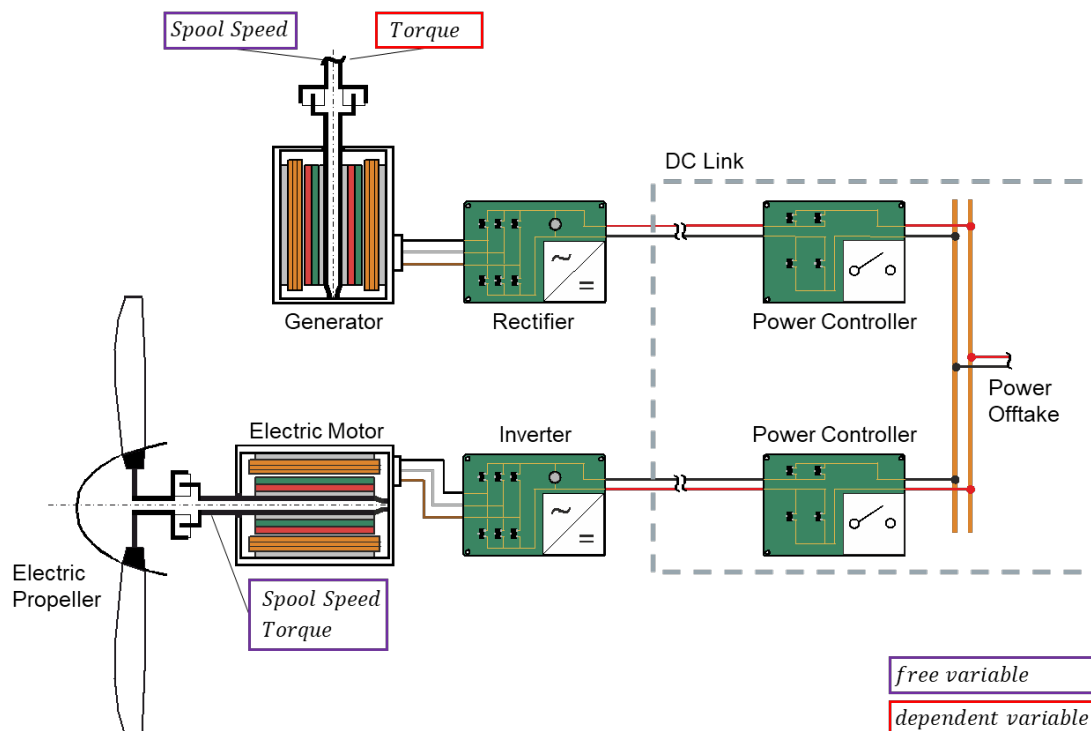 Spool Speed
Torque
DC Link
Generator
Rectifier
Power Controller
Power
Offtake
Electric Motor
Inverter
Power Controller
Electric
Propeller
Spool Speed
Torque
free variable
dependent variable